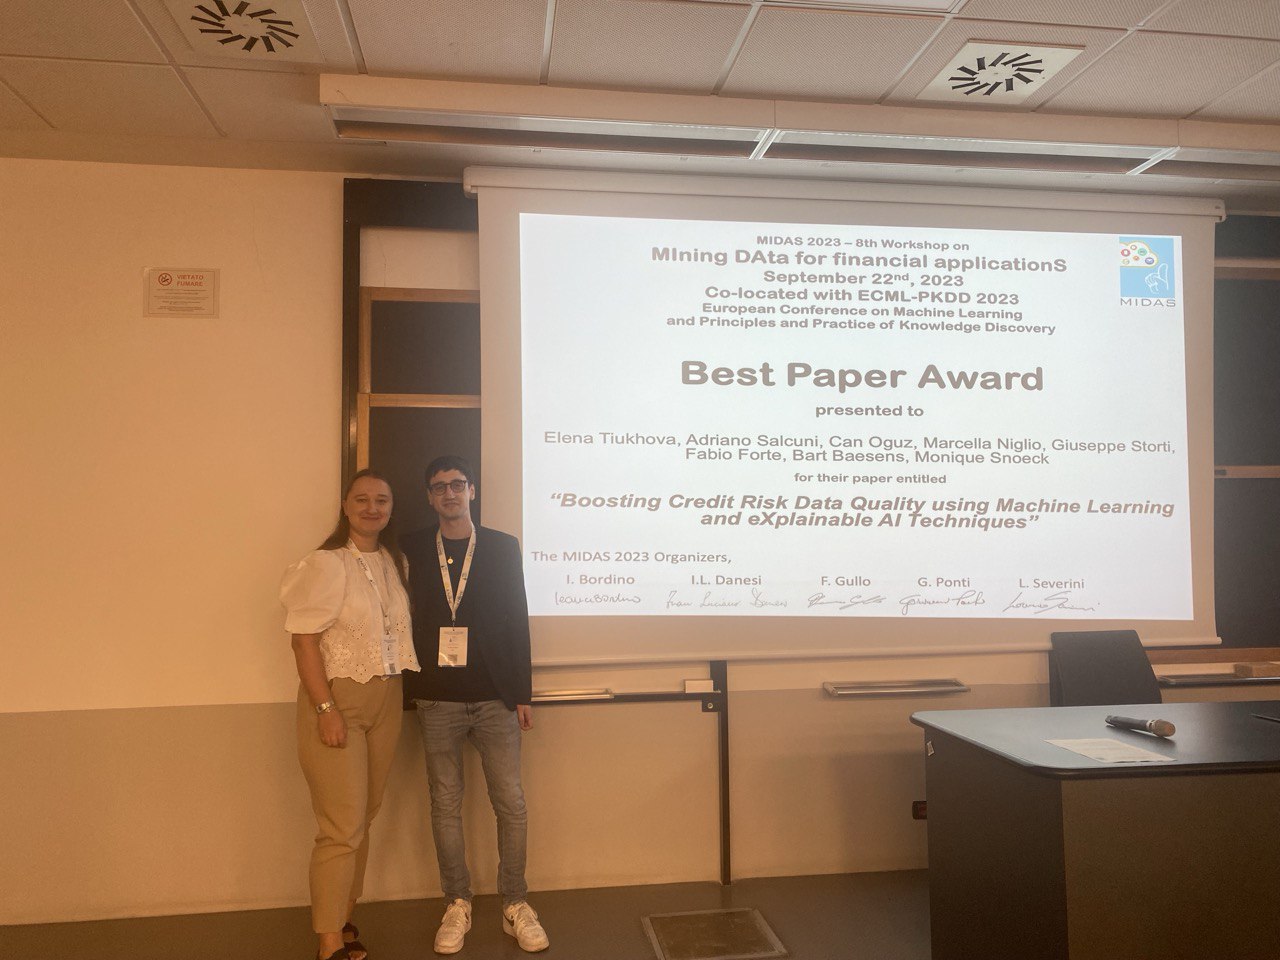 VIETATO
FUMARE
MIDAS 2023 – 8th Workshop on
MIning DAta for financial applicationS
September 22nd, 2023
Co-located with ECML-PKDD 2023
European Conference on Machine Learning
and Principles and Practice of Knowledge Discovery
MIDAS
Best Paper Award
presented to
Elena Tiukhova, Adriano Salcuni, Can Oguz, Marcella Niglio, Giuseppe Storti,
Fabio Forte, Bart Baesens, Monique Snoeck
for their paper entitled
“Boosting Credit Risk Data Quality using Machine Learning
and eXplainable AI Techniques”
The MIDAS 2023 Organizers,
I. Bordino I.L. Danesi F. Gullo G. Ponti L. Severini